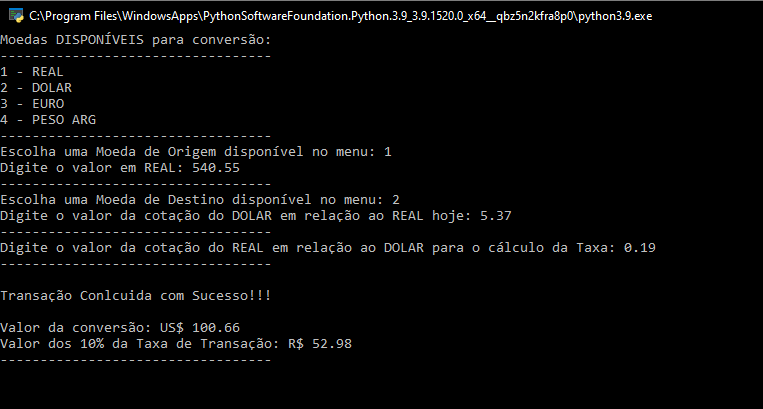 C:\Program Files\WindowsApps\PythonSoftwareFoundation.Python.3.9_3.9.1520.0_x64__qbz5n2kfra8p0\python3.9.exe
Moedas DISPONÍVEIS para conversão:
----------------------------------
1 - REAL
2 - DOLAR
3 - EURO
4 - PESO ARG
----------------------------------
Escolha uma Moeda de Origem disponível no menu: 1
Digite o valor em REAL: 540.55
----------------------------------
Escolha uma Moeda de Destino disponível no menu: 2
Digite o valor da cotação do DOLAR em relação ao REAL hoje: 5.37
----------------------------------
Digite o valor da cotação do REAL em relação ao DOLAR para o cálculo da Taxa: 0.19
----------------------------------
Transação Conlcuida com Sucesso!!!
Valor da conversão: US$ 100.66
Valor dos 10% da Taxa de Transação: R$ 52.98
----------------------------------